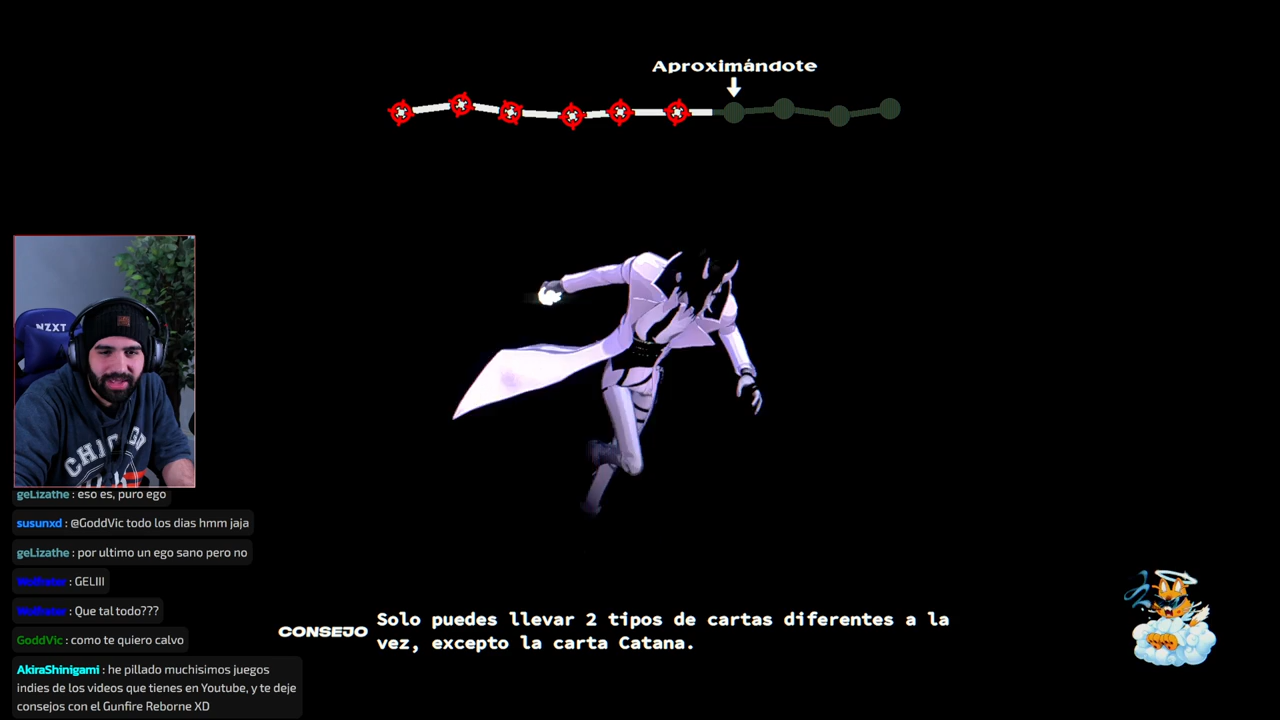 Aproximándote
NZXT
CHICAGO
geLizathe : eso es, puro ego
susunxd : @GoddVic todo los dias hmm jaja
geLizathe : por ultimo un ego sano pero no
: GELIII
: Que tal todo???
GoddVic : como te quiero calvo
AkiraShinigami : he pillado muchisimos juegos
indies de los videos que tienes en Youtube, y te deje
consejos con el Gunfire Reborne XD
CONSEJO
Solo puedes llevar 2 tipos de cartas diferentes a la
vez, excepto la carta Catana.